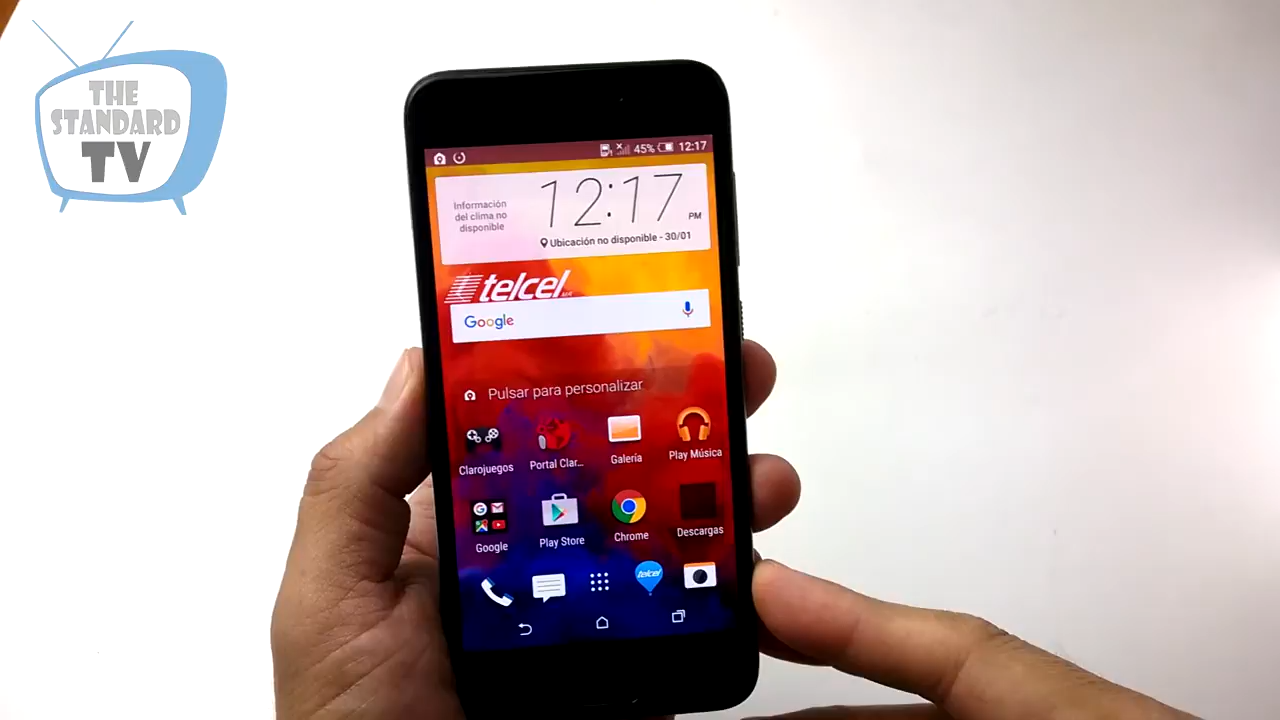 THE
STANDARD
TV
45% 12:17
Información
del clima no
disponible
12:17 PM
Ubicación no disponible - 30/01
telcel
Google
Pulsar para personalizar
Clarojuegos Portal Clar... Galería Play Música
Google Play Store Chrome Descargas
telcel